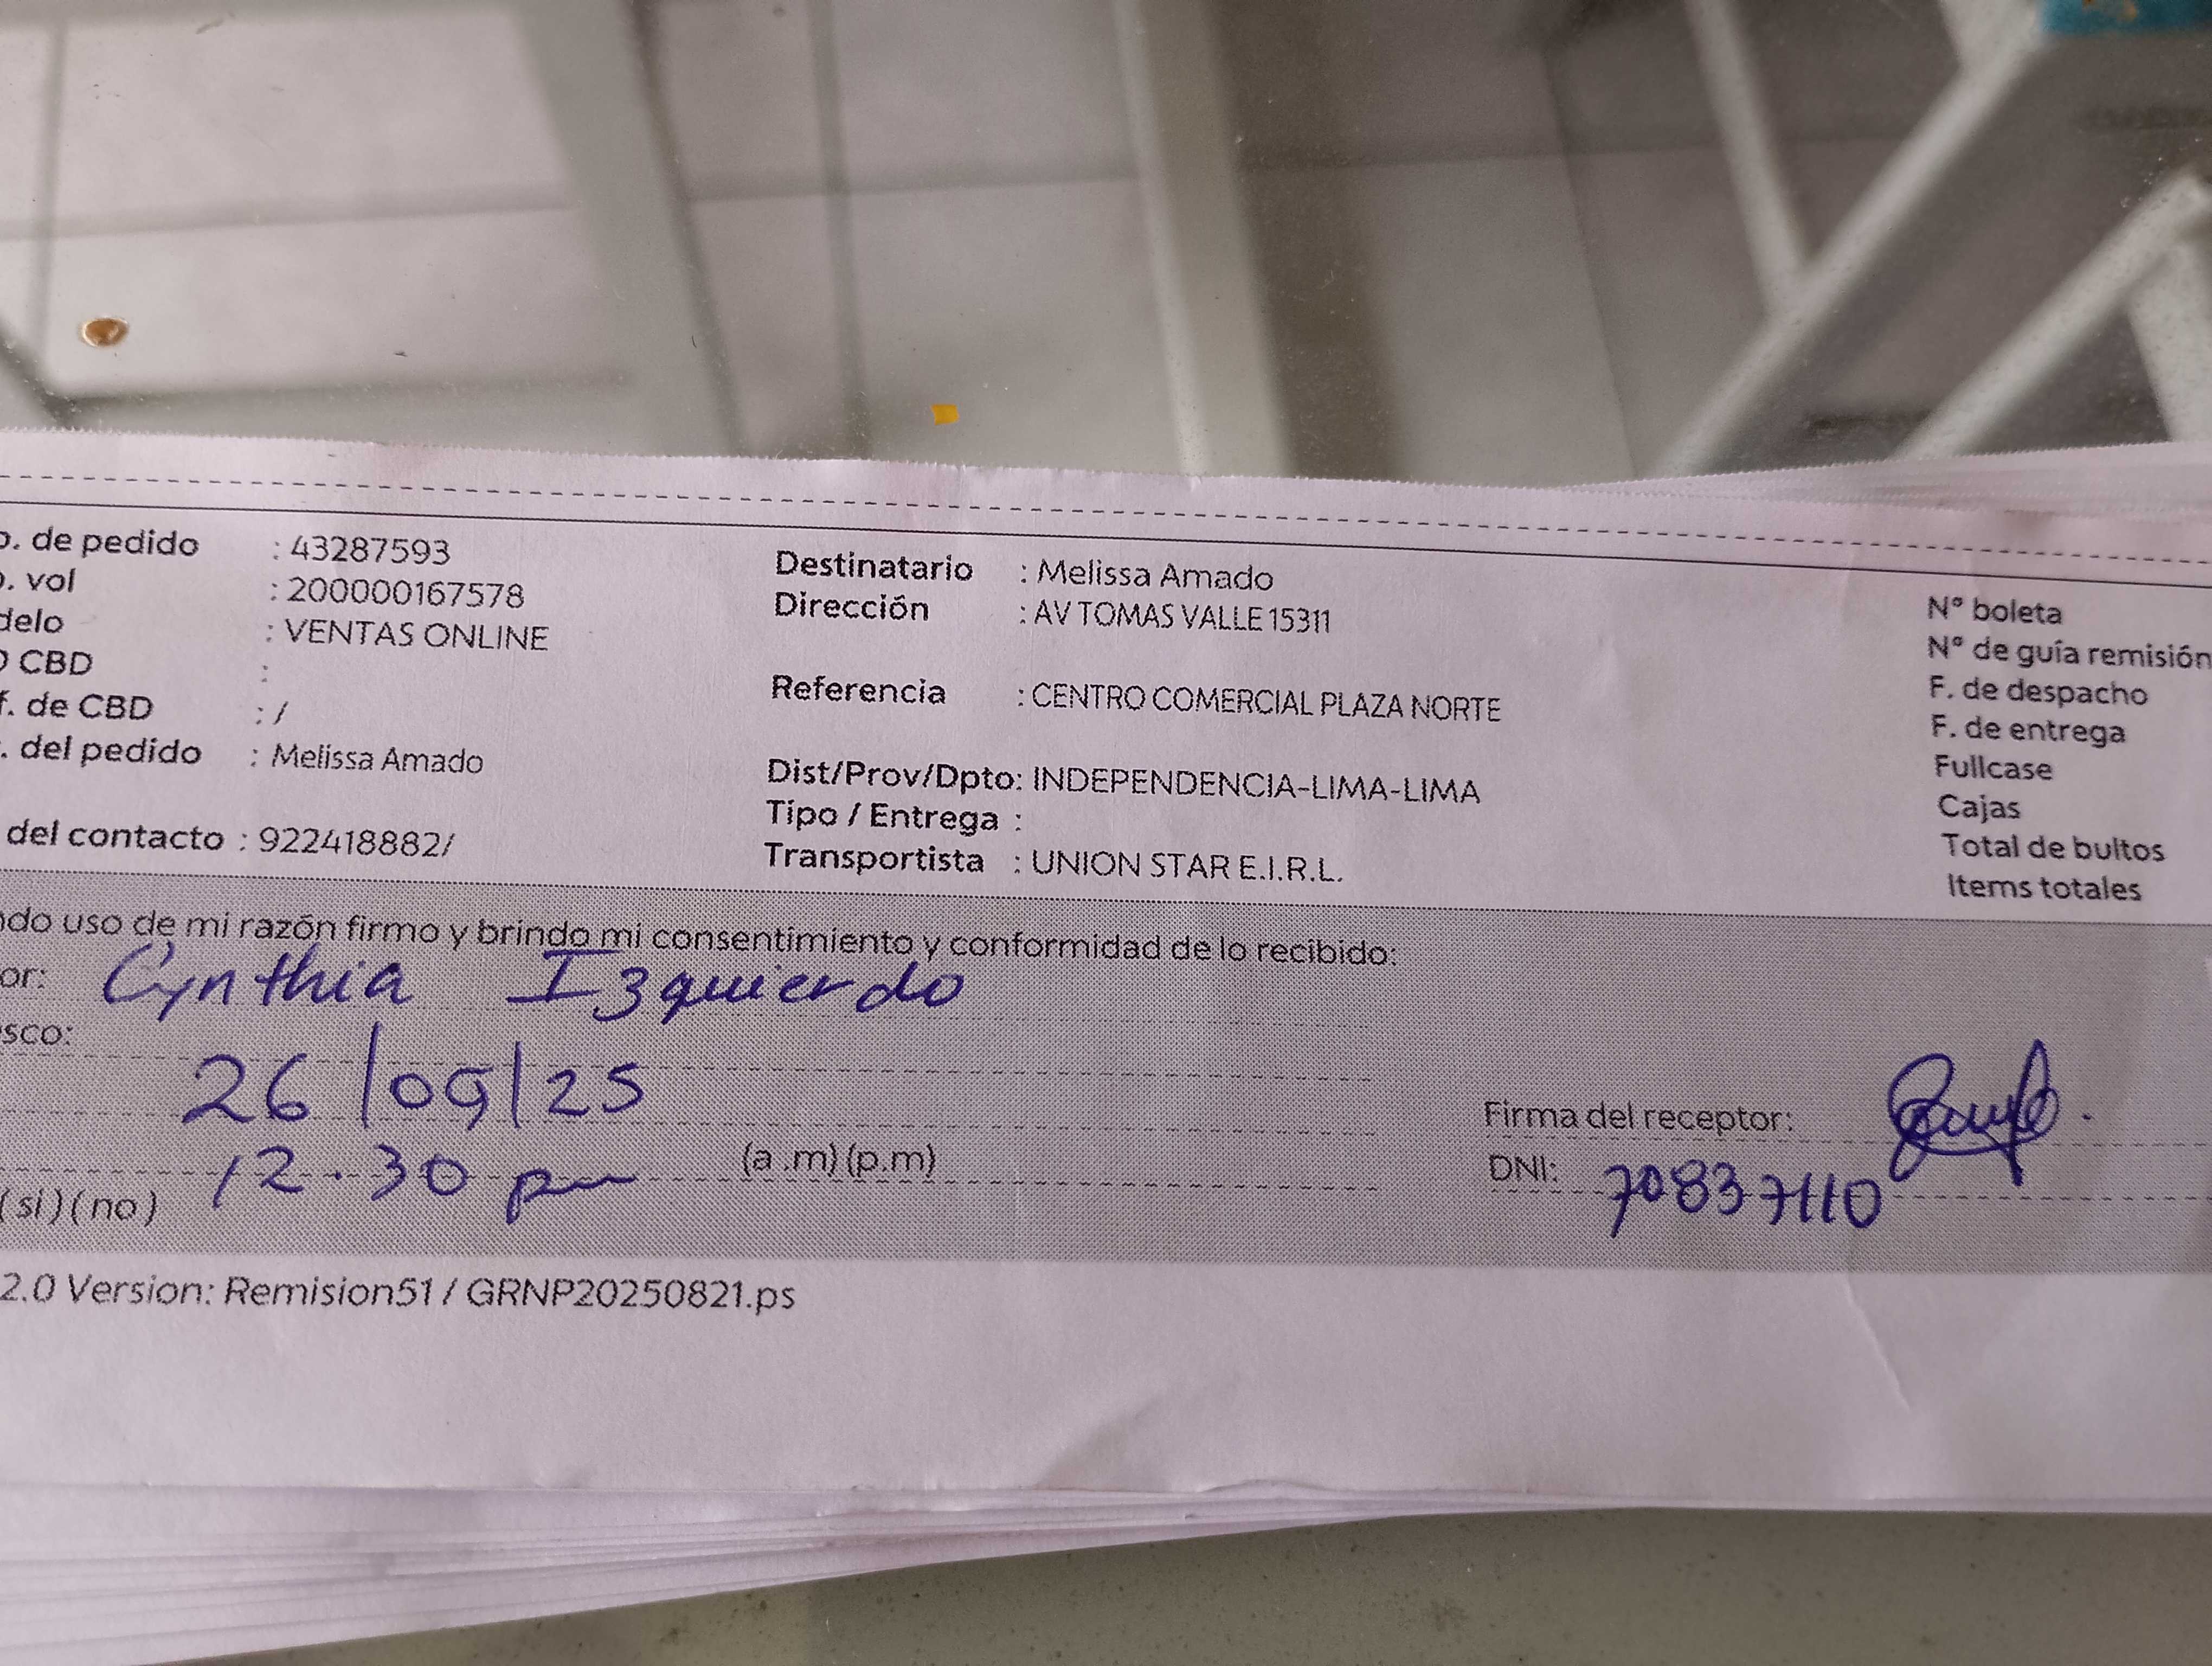 o. de pedido : 43287593
o. vol : 200000167578
delo : VENTAS ONLINE
O CBD :
f. de CBD : /
. del pedido : Melissa Amado
del contacto : 922418882/
Destinatario : Melissa Amado
Dirección : AV TOMAS VALLE 15311
Referencia : CENTRO COMERCIAL PLAZA NORTE
Dist/Prov/Dpto: INDEPENDENCIA-LIMA-LIMA
Tipo / Entrega :
Transportista : UNION STAR E.I.R.L.
N° boleta
N° de guía remisión
F. de despacho
F. de entrega
Fullcase
Cajas
Total de bultos
Items totales
ndo uso de mi razón firmo y brindo mi consentimiento y conformidad de lo recibido:
or: Cynthia Izquierdo
sco:
26/09/25
12.30 pm (a .m) (p.m)
(si) (no)
Firma del receptor:
DNI: 70837110
2.0 Version: Remision51 / GRNP20250821.ps